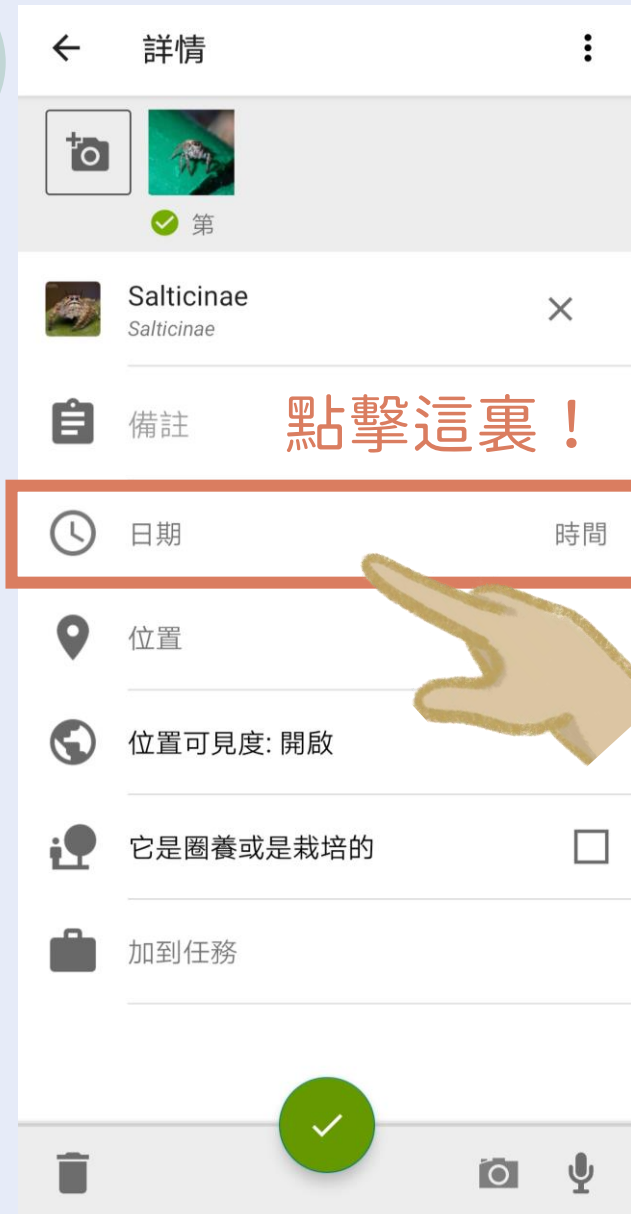 詳情
第
Salticinae
Salticinae
備註
點擊這裏！
日期 時間
位置
位置可見度: 開啟
它是圈養或是栽培的
加到任務